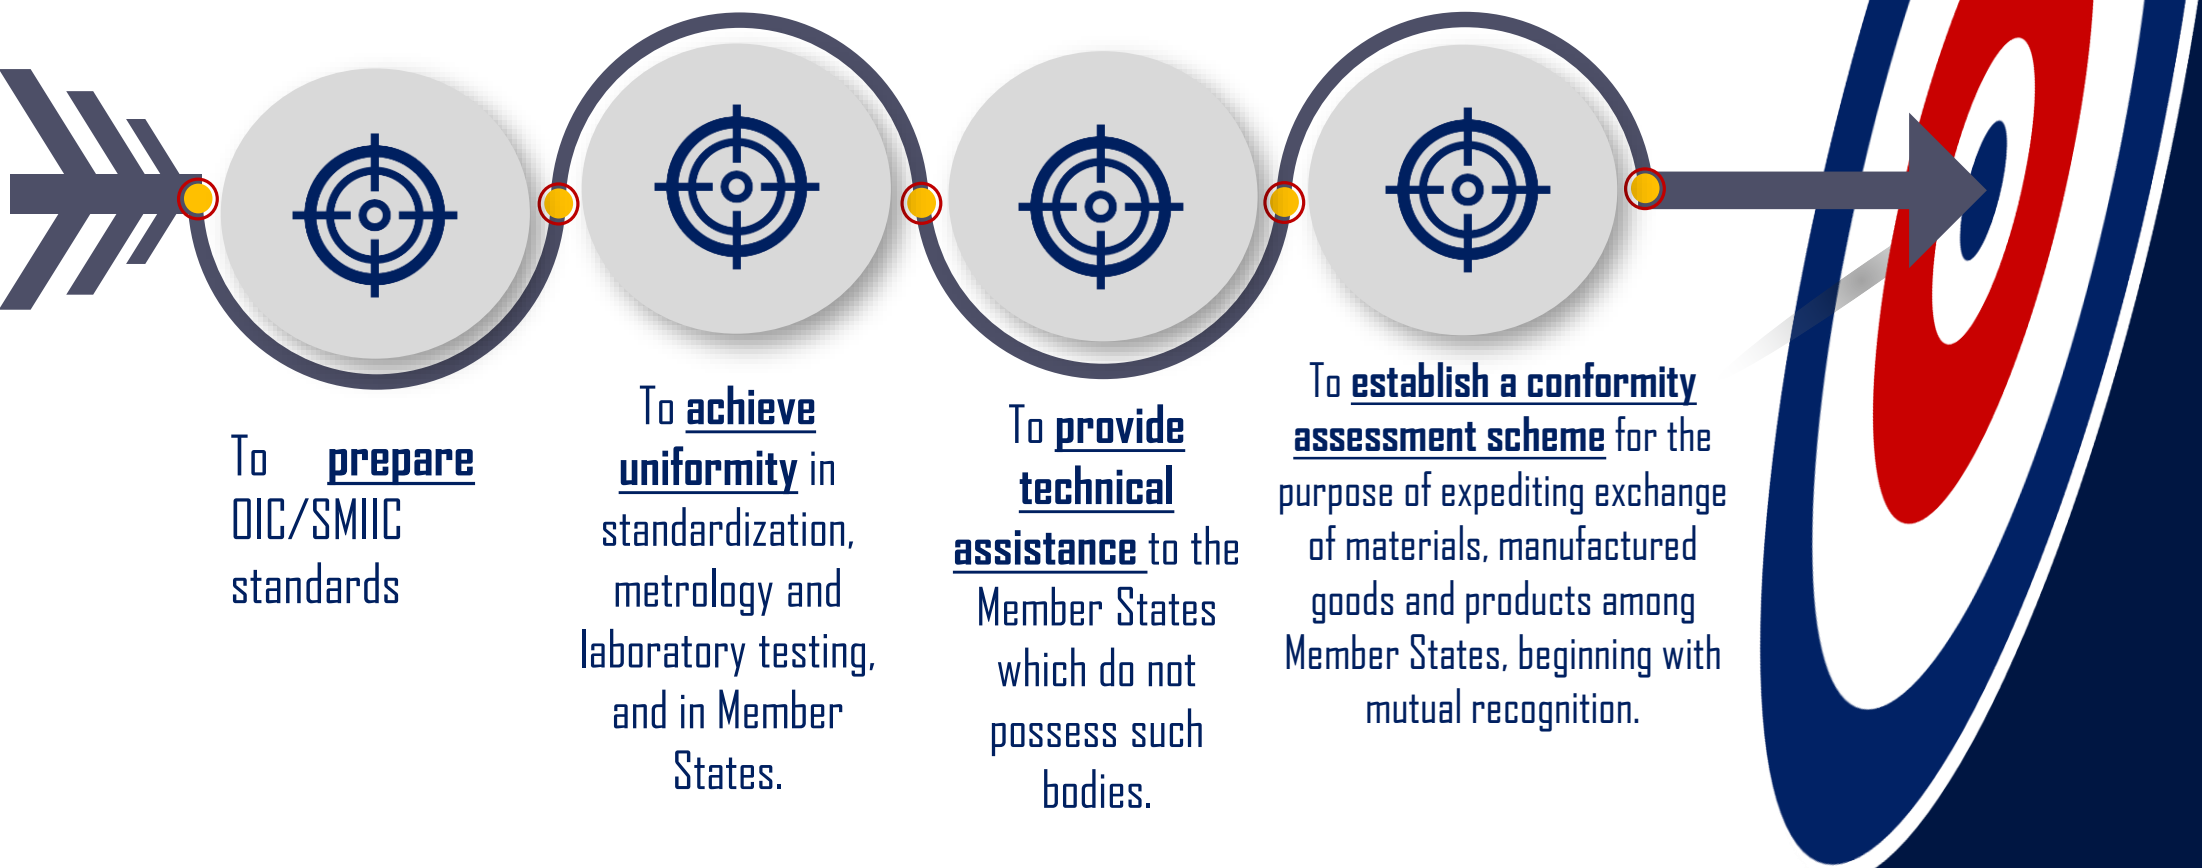 To prepare
OIC/SMIIC
standards
To achieve
uniformity in
standardization,
metrology and
laboratory testing,
and in Member
States.
To provide
technical
assistance to the
Member States
which do not
possess such
bodies.
To establish a conformity
assessment scheme for the
purpose of expediting exchange
of materials, manufactured
goods and products among
Member States, beginning with
mutual recognition.